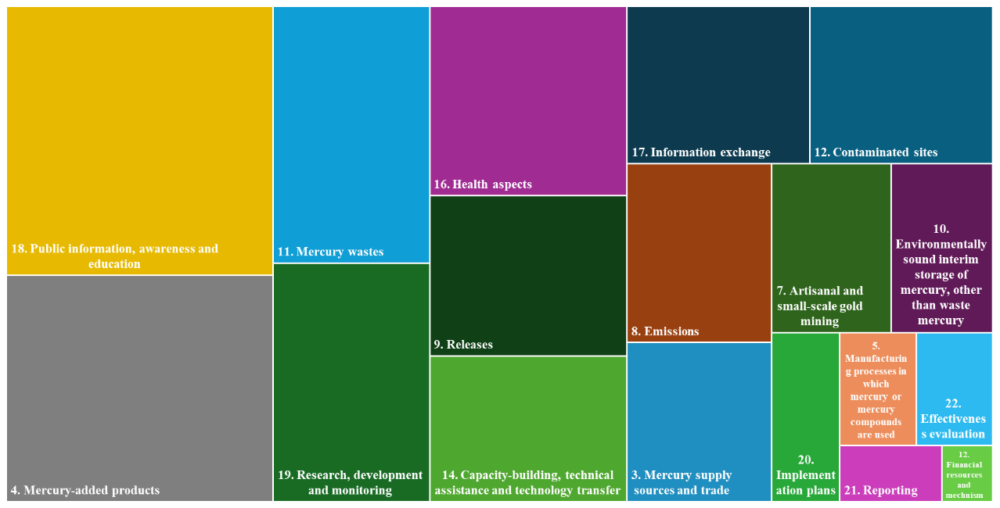 18. Public information, awareness and
education
4. Mercury-added products
11. Mercury wastes
19. Research, development
and monitoring
16. Health aspects
9. Releases
14. Capacity-building, technical
assistance and technology transfer
17. Information exchange
12. Contaminated sites
8. Emissions
3. Mercury supply
sources and trade
7. Artisanal and
small-scale gold
mining
10.
Environmentally
sound interim
storage of
mercury, other
than waste
mercury
20.
Implement
ation plans
5.
Manufacturin
g processes in
which
mercury or
mercury
compounds
are used
22.
Effectivenes
s evaluation
21. Reporting
12.
Financial
resources
and
mechnism